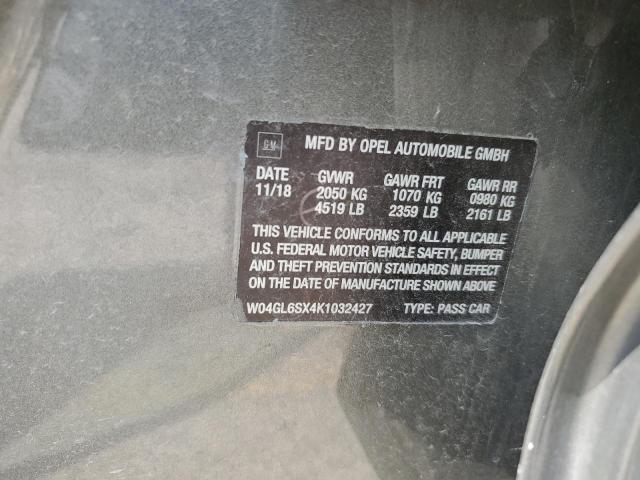 GM MFD BY OPEL AUTOMOBILE GMBH
DATE GVWR GAWR FRT GAWR RR
11/18 2050 KG 1070 KG 0980 KG
4519 LB 2359 LB 2161 LB
THIS VEHICLE CONFORMS TO ALL APPLICABLE
U.S. FEDERAL MOTOR VEHICLE SAFETY, BUMPER
AND THEFT PREVENTION STANDARDS IN EFFECT
ON THE DATE OF MANUFACTURE SHOWN ABOVE
W04GL6SX4K1032427 TYPE: PASS CAR